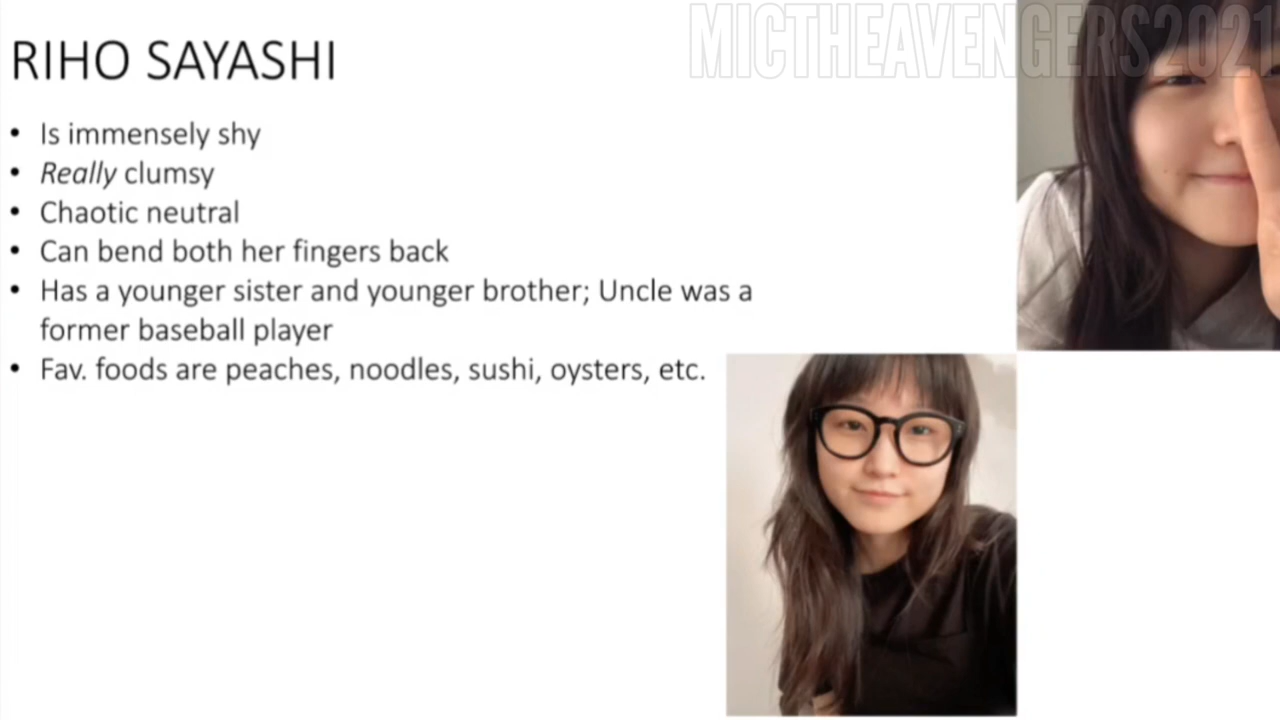 MICTHEAVENGERS2021
RIHO SAYASHI
• Is immensely shy
• Really clumsy
• Chaotic neutral
• Can bend both her fingers back
• Has a younger sister and younger brother; Uncle was a
former baseball player
• Fav. foods are peaches, noodles, sushi, oysters, etc.